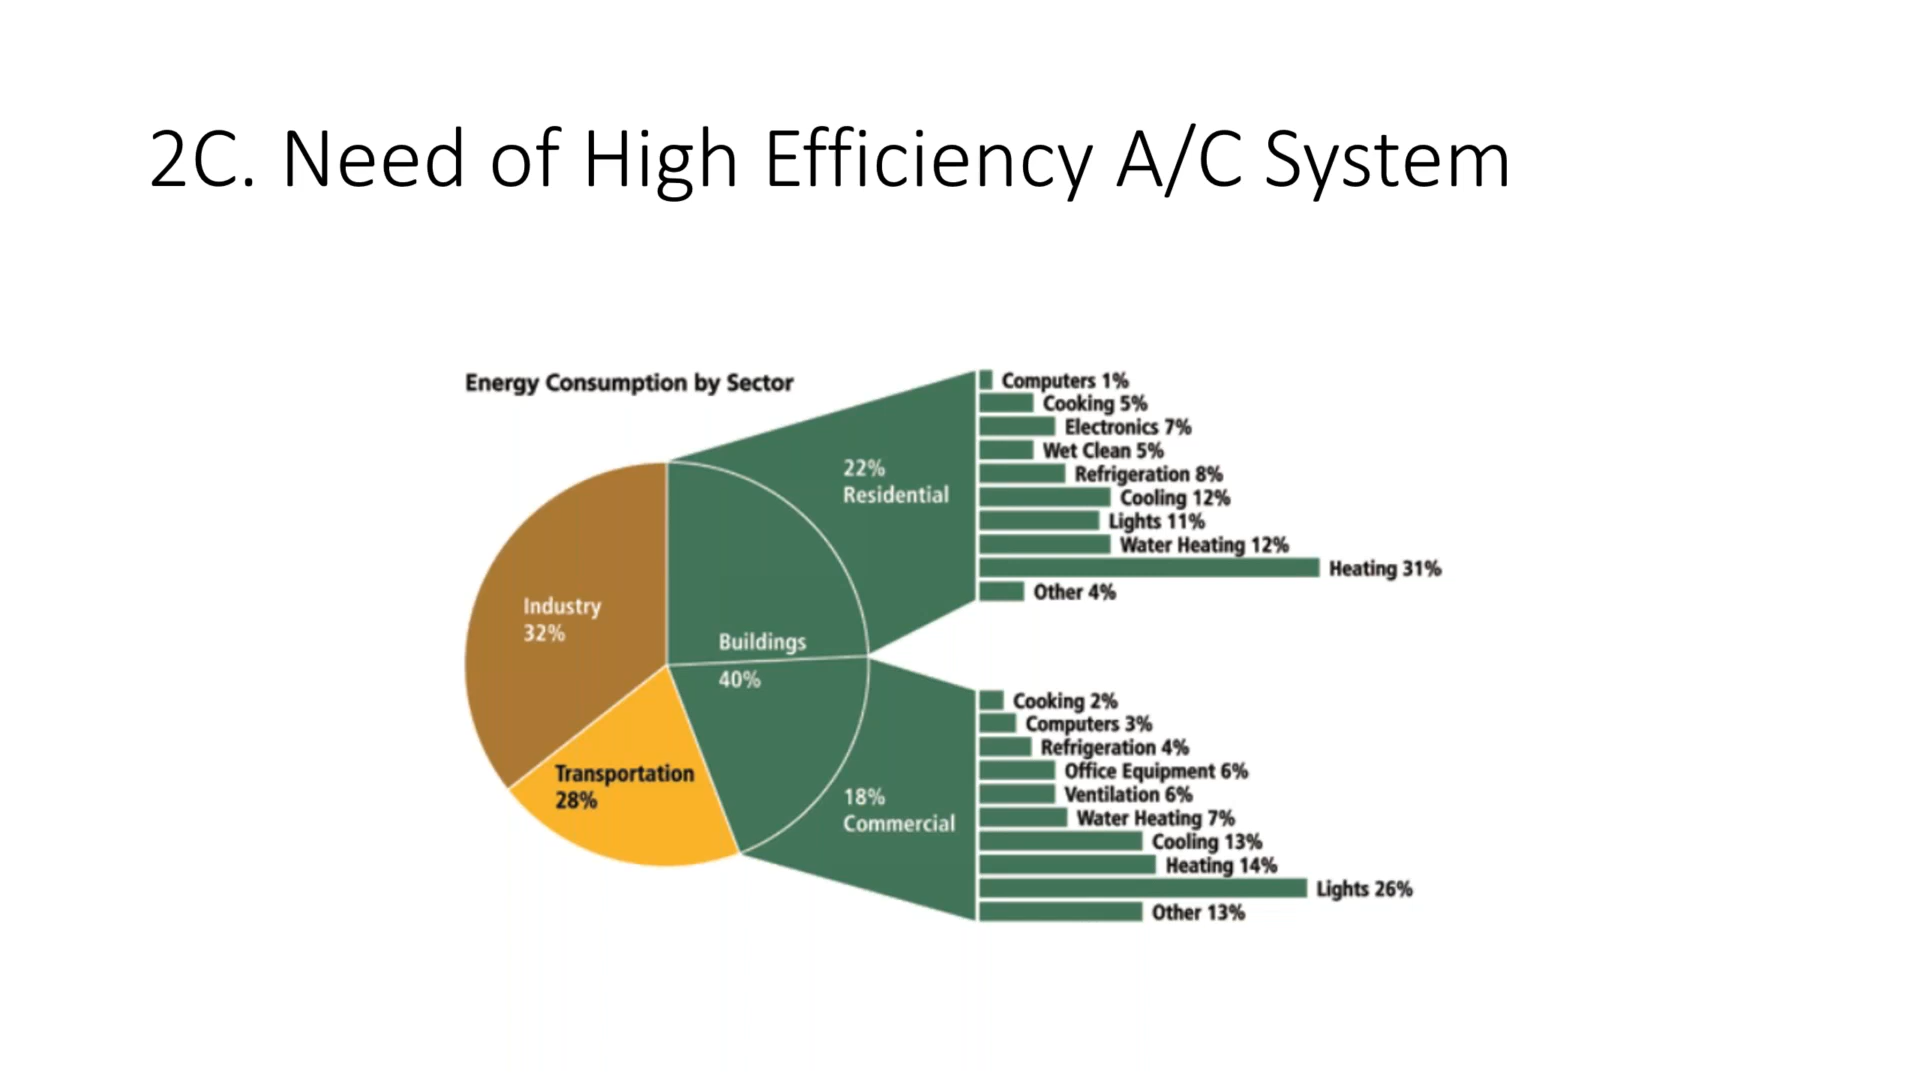 2C. Need of High Efficiency A/C System
Energy Consumption by Sector
Industry
32%
Transportation
28%
Buildings
40%
22%
Residential
Computers 1%
Cooking 5%
Electronics 7%
Wet Clean 5%
Refrigeration 8%
Cooling 12%
Lights 11%
Water Heating 12%
Heating 31%
Other 4%
18%
Commercial
Cooking 2%
Computers 3%
Refrigeration 4%
Office Equipment 6%
Ventilation 6%
Water Heating 7%
Cooling 13%
Heating 14%
Lights 26%
Other 13%